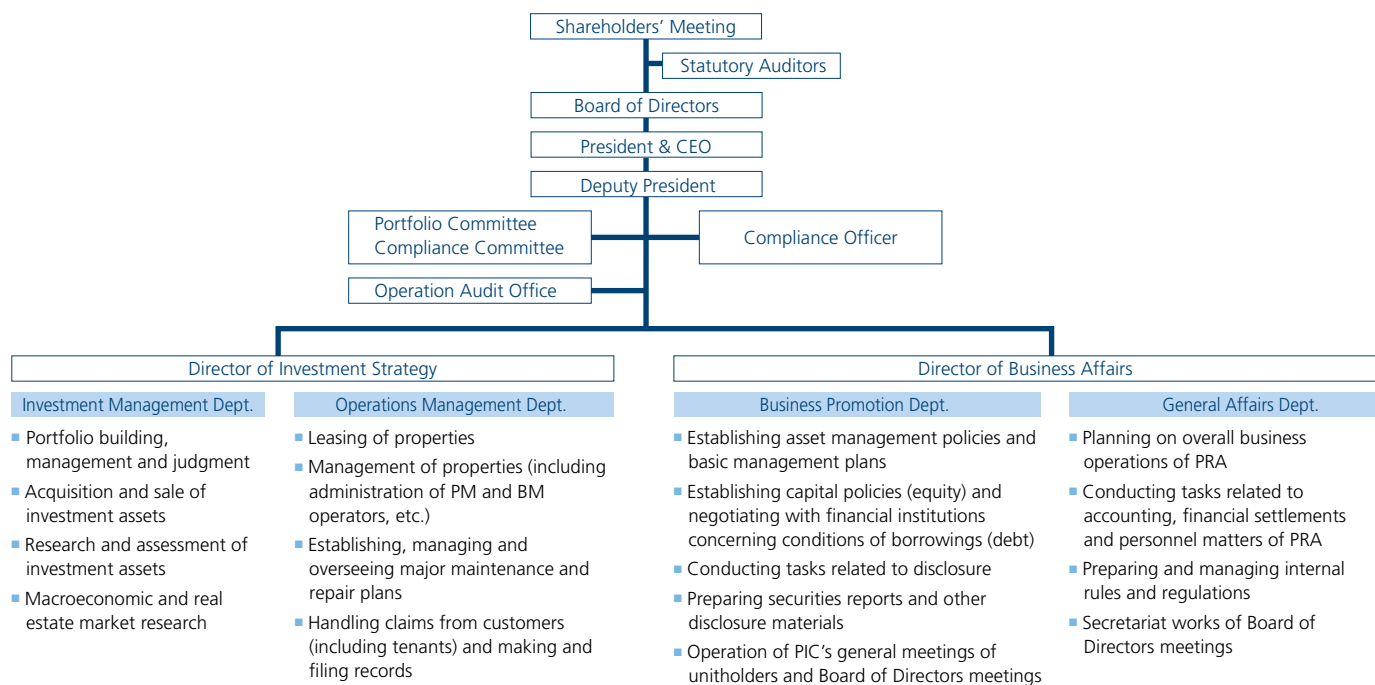 Shareholders' Meeting
Statutory Auditors
Board of Directors
President & CEO
Deputy President
Portfolio Committee
Compliance Committee
Compliance Officer
Operation Audit Office
Director of Investment Strategy
Investment Management Dept.
■ Portfolio building,
management and judgment
■ Acquisition and sale of
investment assets
■ Research and assessment of
investment assets
■ Macroeconomic and real
estate market research
Operations Management Dept.
■ Leasing of properties
■ Management of properties (including
administration of PM and BM
operators, etc.)
■ Establishing, managing and
overseeing major maintenance and
repair plans
■ Handling claims from customers
(including tenants) and making and
filing records
Director of Business Affairs
Business Promotion Dept.
■ Establishing asset management policies and
basic management plans
■ Establishing capital policies (equity) and
negotiating with financial institutions
concerning conditions of borrowings (debt)
■ Conducting tasks related to disclosure
■ Preparing securities reports and other
disclosure materials
■ Operation of PIC's general meetings of
unitholders and Board of Directors meetings
General Affairs Dept.
■ Planning on overall business
operations of PRA
■ Conducting tasks related to
accounting, financial settlements
and personnel matters of PRA
■ Preparing and managing internal
rules and regulations
■ Secretariat works of Board of
Directors meetings